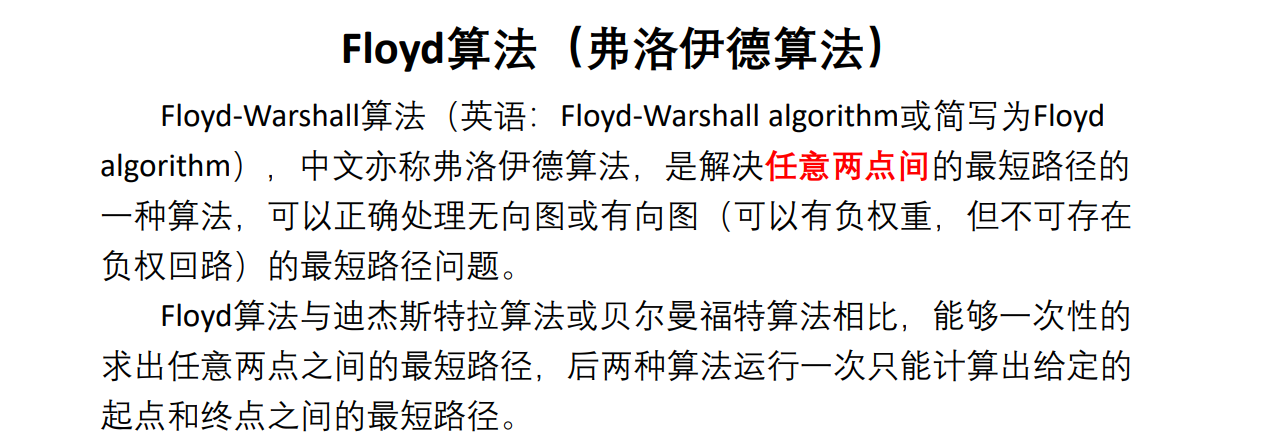 Floyd算法（弗洛伊德算法）
Floyd-Warshall算法（英语：Floyd-Warshall algorithm或简写为Floyd
algorithm），中文亦称弗洛伊德算法，是解决任意两点间的最短路径的
一种算法，可以正确处理无向图或有向图（可以有负权重，但不可存在
负权回路）的最短路径问题。
Floyd算法与迪杰斯特拉算法或贝尔曼福特算法相比，能够一次性的
求出任意两点之间的最短路径，后两种算法运行一次只能计算出给定的
起点和终点之间的最短路径。